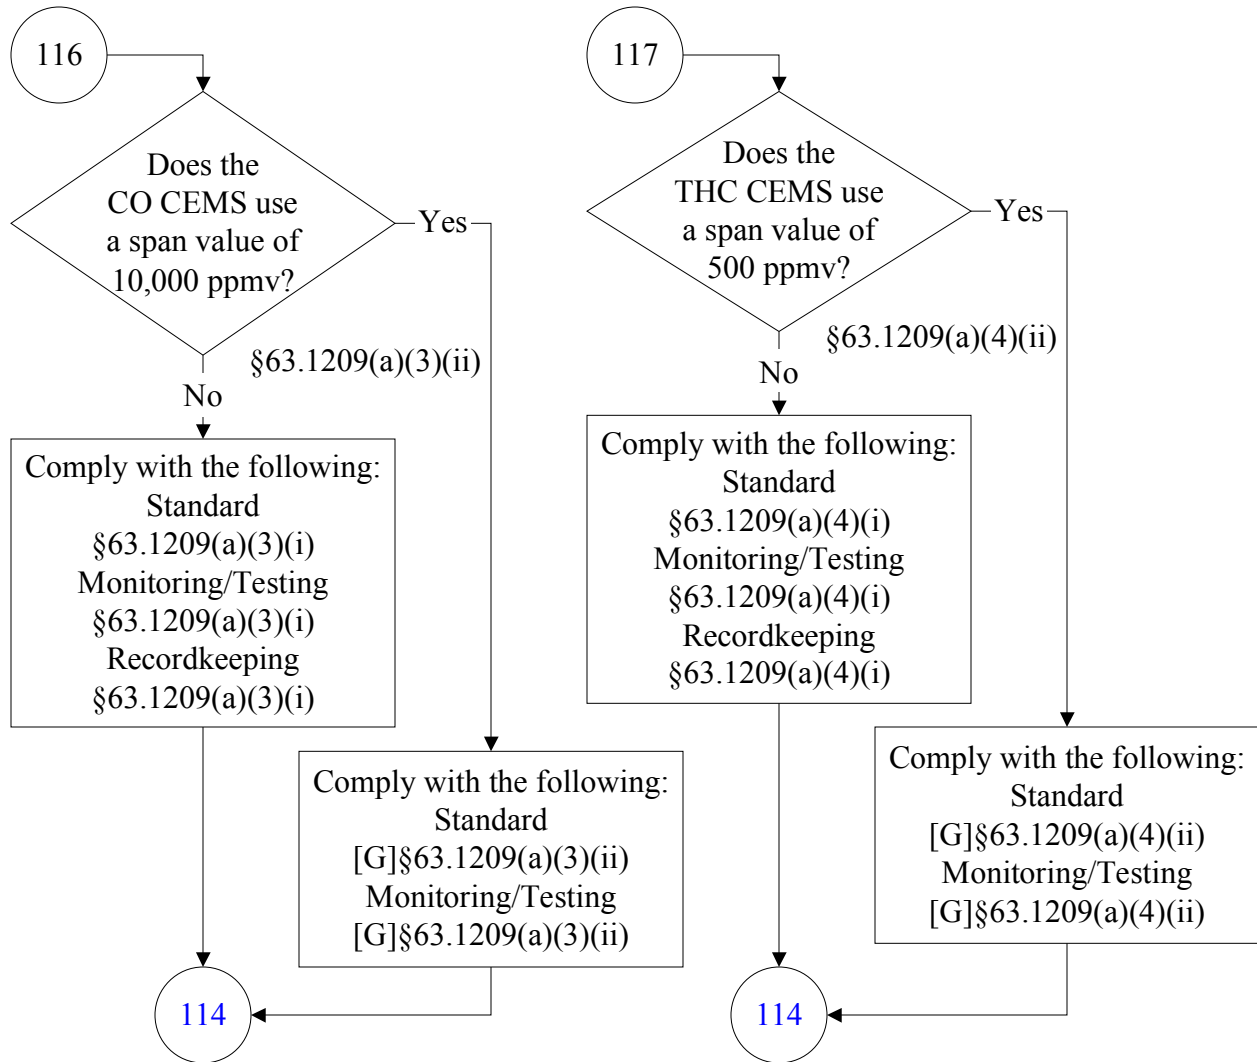 116
Does the
CO CEMS use
a span value of
10,000 ppmv?
Yes
§63.1209(a)(3)(ii)
No
Comply with the following:
Standard
§63.1209(a)(3)(i)
Monitoring/Testing
§63.1209(a)(3)(i)
Recordkeeping
§63.1209(a)(3)(i)
Comply with the following:
Standard
[G]§63.1209(a)(3)(ii)
Monitoring/Testing
[G]§63.1209(a)(3)(ii)
114
117
Does the
THC CEMS use
a span value of
500 ppmv?
Yes
§63.1209(a)(4)(ii)
No
Comply with the following:
Standard
§63.1209(a)(4)(i)
Monitoring/Testing
§63.1209(a)(4)(i)
Recordkeeping
§63.1209(a)(4)(i)
Comply with the following:
Standard
[G]§63.1209(a)(4)(ii)
Monitoring/Testing
[G]§63.1209(a)(4)(ii)
114